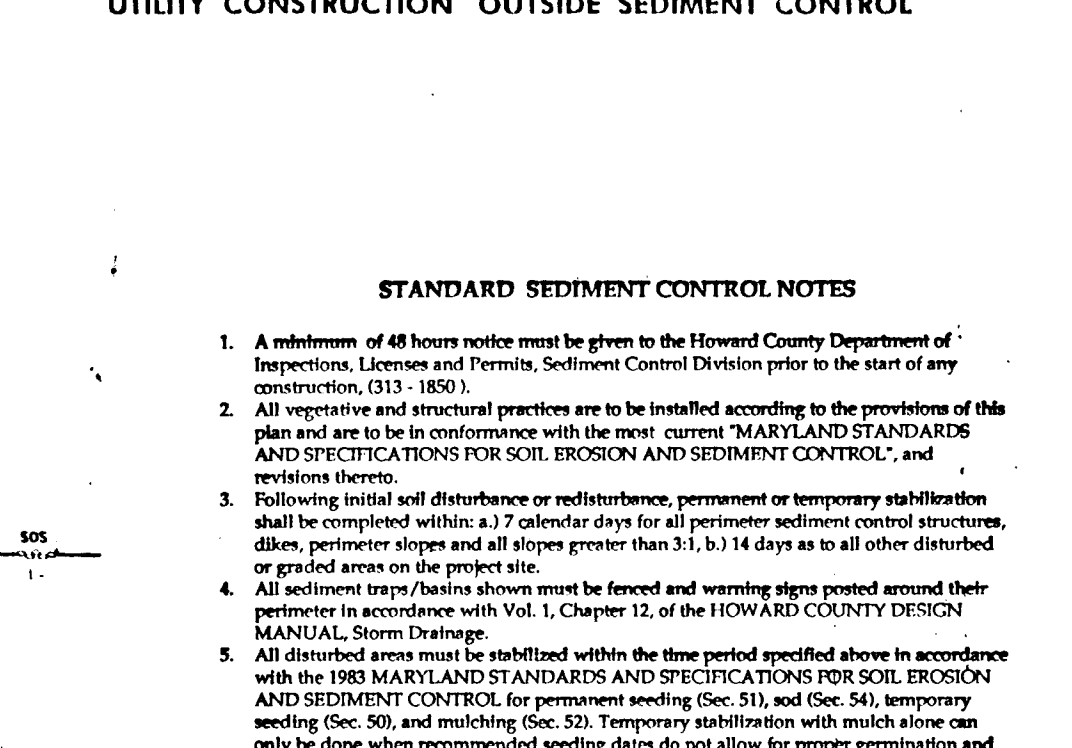 UTILITY CONSTRUCTION OUTSIDE SEDIMENT CONTROL
STANDARD SEDIMENT CONTROL NOTES
1. A minimum of 48 hours notice must be given to the Howard County Department of
Inspections, Licenses and Permits, Sediment Control Division prior to the start of any
construction, (313 - 1850 ).
2. All vegetative and structural practices are to be installed according to the provisions of this
plan and are to be in conformance with the most current "MARYLAND STANDARDS
AND SPECIFICATIONS FOR SOIL EROSION AND SEDIMENT CONTROL", and
revisions thereto.
3. Following initial soil disturbance or redisturbance, permanent or temporary stabilization
shall be completed within: a.) 7 calendar days for all perimeter sediment control structures,
dikes, perimeter slopes and all slopes greater than 3:1, b.) 14 days as to all other disturbed
or graded areas on the project site.
4. All sediment traps/basins shown must be fenced and warning signs posted around their
perimeter in accordance with Vol. 1, Chapter 12, of the HOWARD COUNTY DESIGN
MANUAL, Storm Drainage.
5. All disturbed areas must be stabilized within the time period specified above in accordance
with the 1983 MARYLAND STANDARDS AND SPECIFICATIONS FOR SOIL EROSION
AND SEDIMENT CONTROL for permanent seeding (Sec. 51), sod (Sec. 54), temporary
seeding (Sec. 50), and mulching (Sec. 52). Temporary stabilization with mulch alone can
only be done when recommended seeding dates do not allow for proper germination and
SOS
1 -